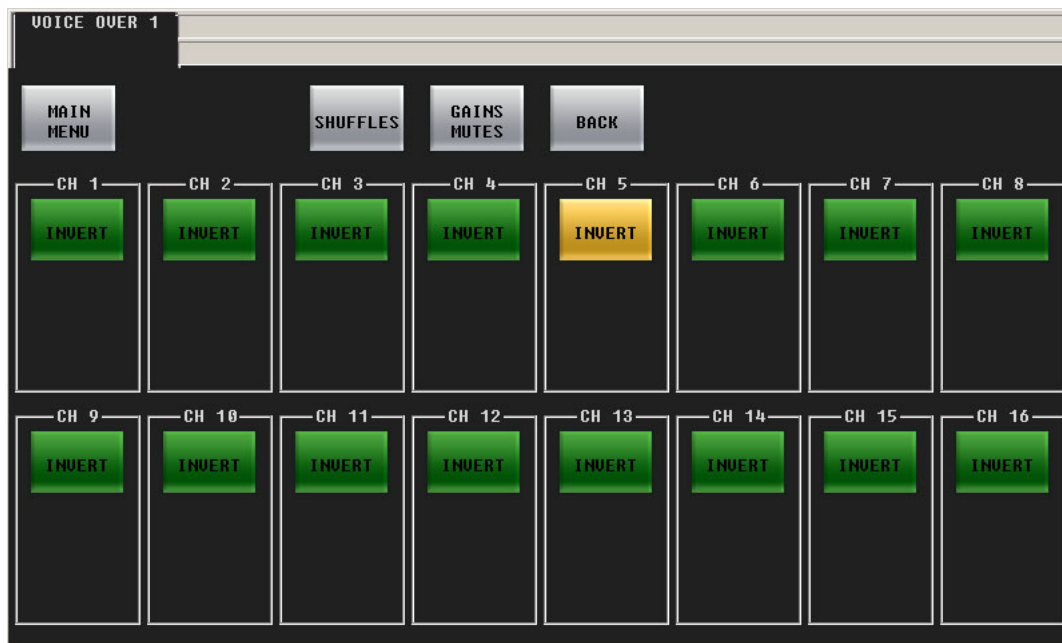 VOICE OVER 1
MAIN
MENU
SHUFFLES
GAINS
MUTES
BACK
CH 1
CH 2
CH 3
CH 4
CH 5
CH 6
CH 7
CH 8
INVERT
INVERT
INVERT
INVERT
INVERT
INVERT
INVERT
INVERT
CH 9
CH 10
CH 11
CH 12
CH 13
CH 14
CH 15
CH 16
INVERT
INVERT
INVERT
INVERT
INVERT
INVERT
INVERT
INVERT